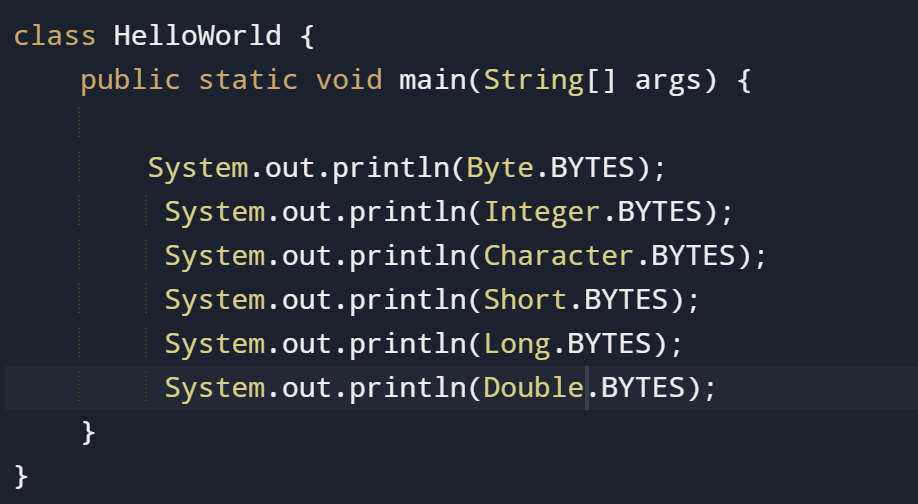 class HelloWorld {
public static void main(String[] args) {
System.out.println(Byte.BYTES);
System.out.println(Integer.BYTES);
System.out.println(Character.BYTES);
System.out.println(Short.BYTES);
System.out.println(Long.BYTES);
System.out.println(Double.BYTES);
}
}